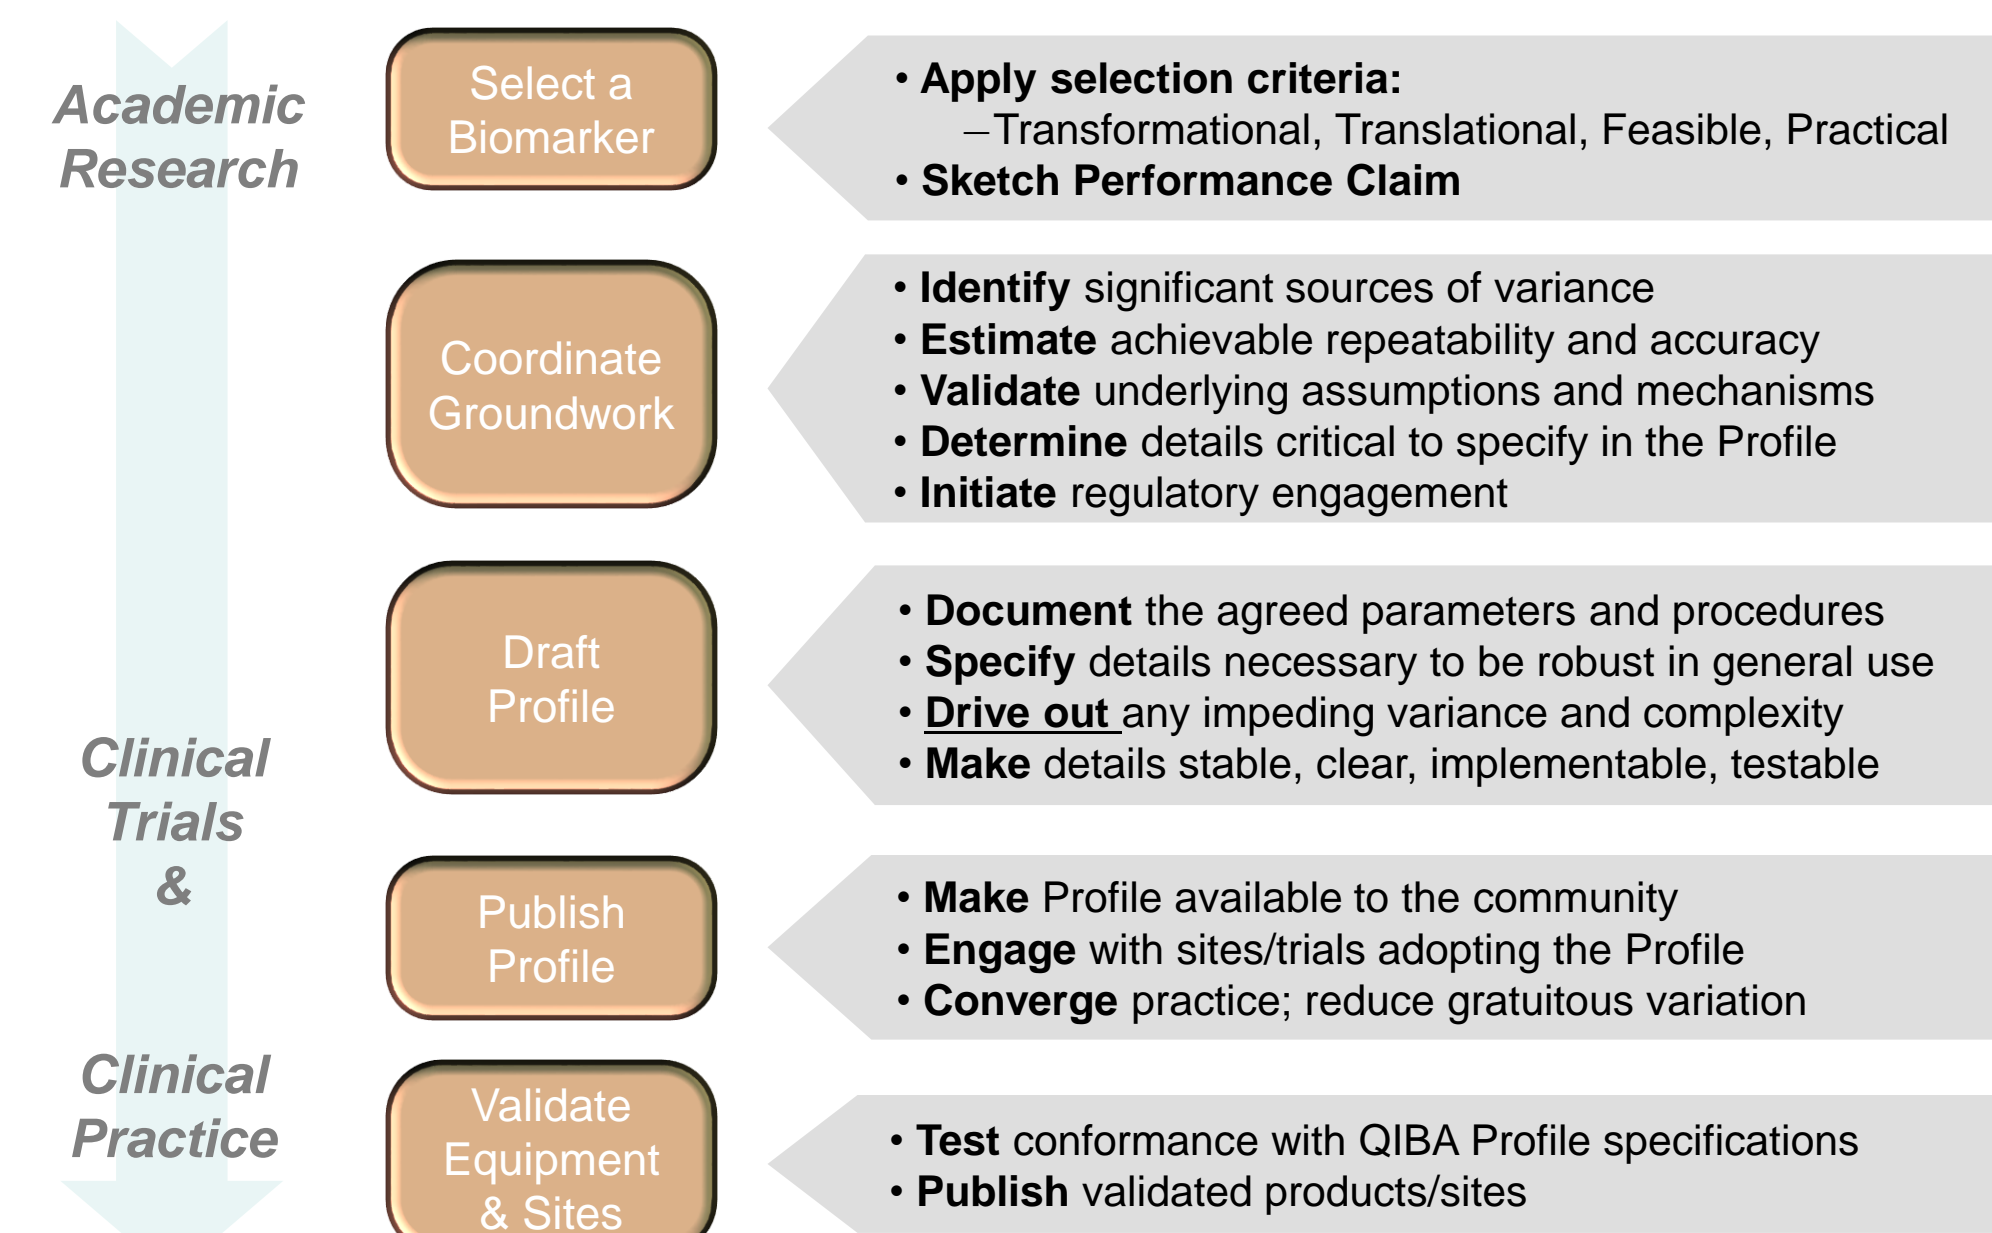 Academic
Research
Select a
Biomarker
• Apply selection criteria:
–Transformational, Translational, Feasible, Practical
• Sketch Performance Claim
Coordinate
Groundwork
• Identify significant sources of variance
• Estimate achievable repeatability and accuracy
• Validate underlying assumptions and mechanisms
• Determine details critical to specify in the Profile
• Initiate regulatory engagement
Draft
Profile
• Document the agreed parameters and procedures
• Specify details necessary to be robust in general use
• Drive out any impeding variance and complexity
• Make details stable, clear, implementable, testable
Clinical
Trials
&
Publish
Profile
• Make Profile available to the community
• Engage with sites/trials adopting the Profile
• Converge practice; reduce gratuitous variation
Clinical
Practice
Validate
Equipment
& Sites
• Test conformance with QIBA Profile specifications
• Publish validated products/sites